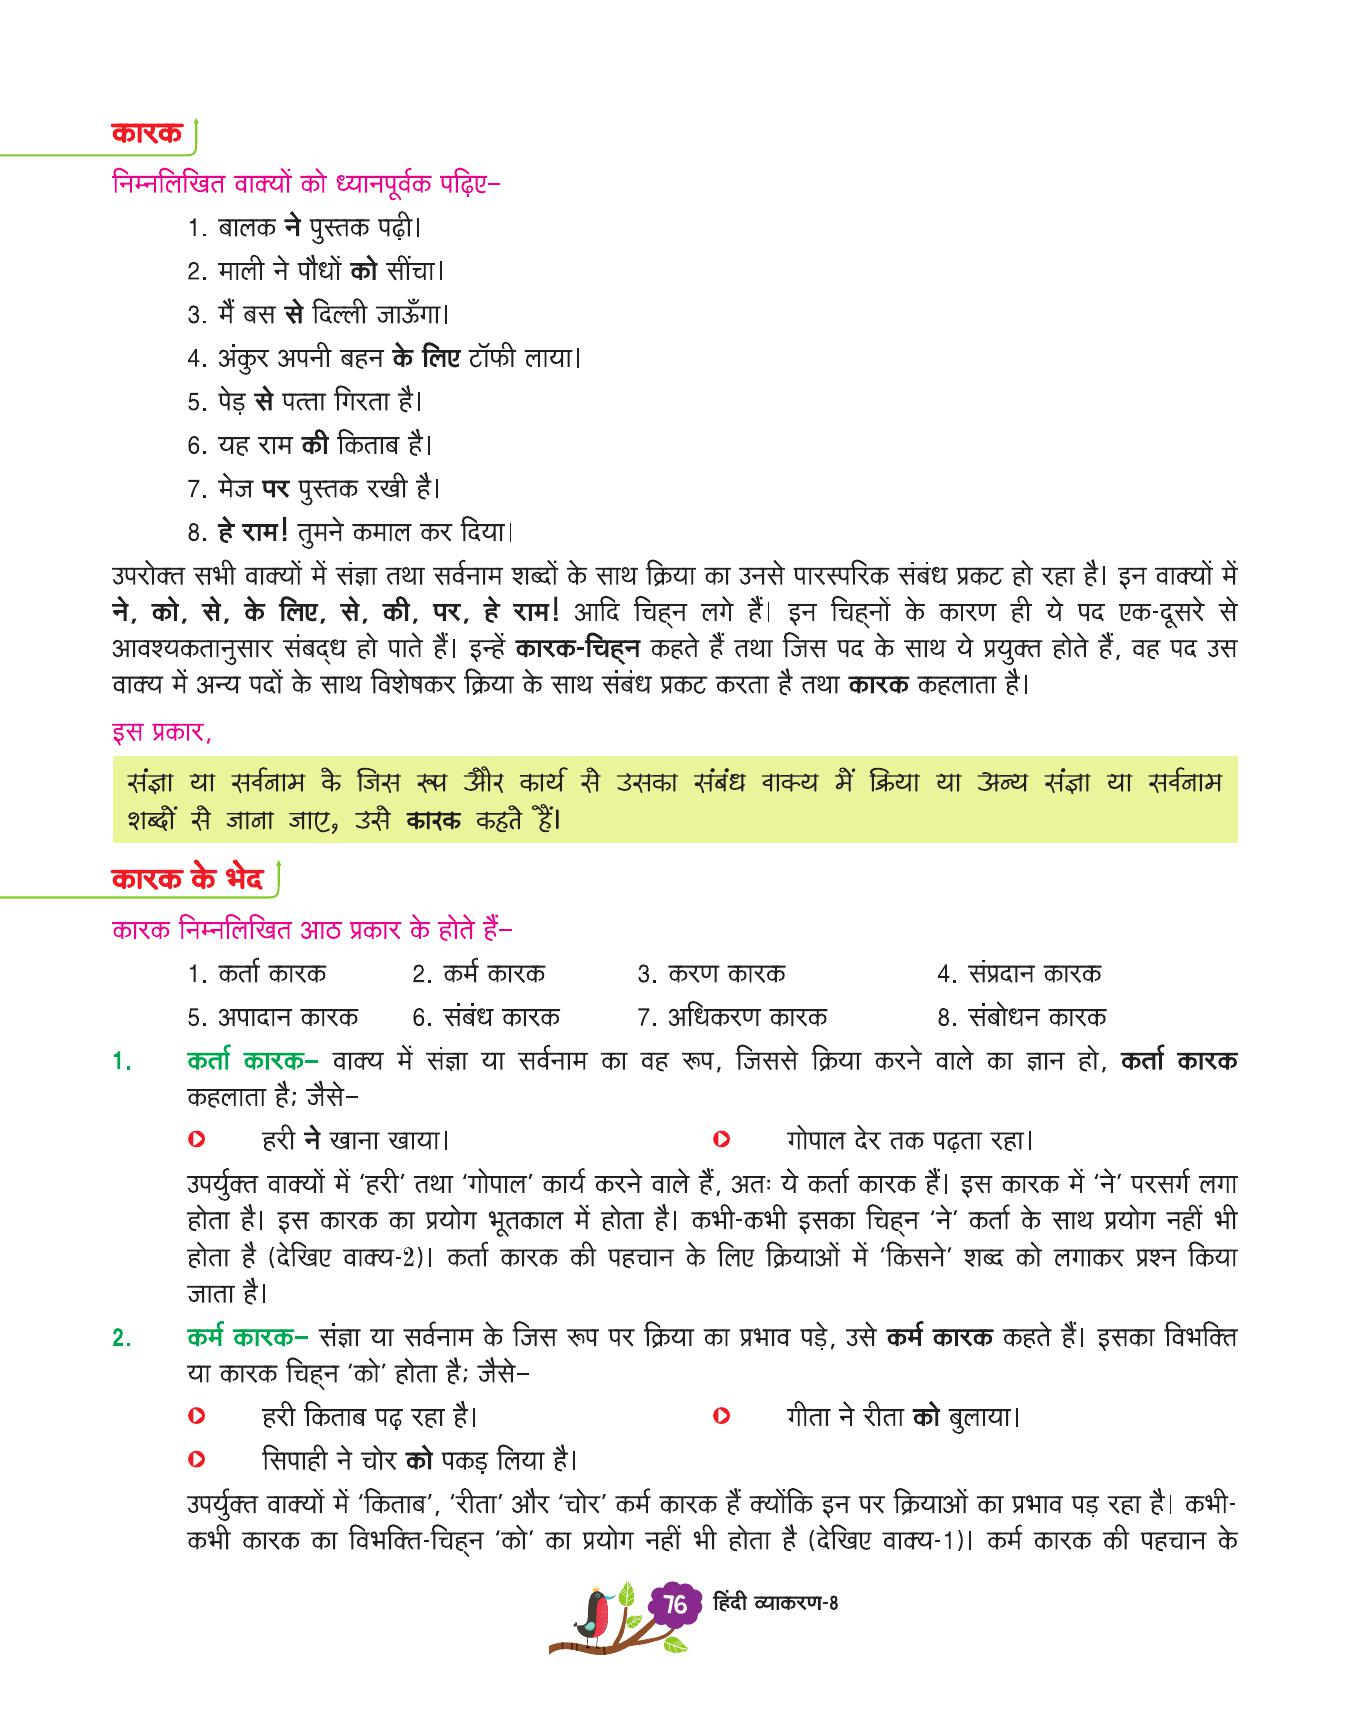 कारक
निम्नलिखित वाक्यों को ध्यानपूर्वक पढ़िए–
1. बालक ने पुस्तक पढ़ी।
2. माली ने पौधों को सींचा।
3. मैं बस से दिल्ली जाऊँगा।
4. अंकुर अपनी बहन के लिए टॉफी लाया।
5. पेड़ से पत्ता गिरता है।
6. यह राम की किताब है।
7. मेज पर पुस्तक रखी है।
8. हे राम! तुमने कमाल कर दिया।
उपरोक्त सभी वाक्यों में संज्ञा तथा सर्वनाम शब्दों के साथ क्रिया का उनसे पारस्परिक संबंध प्रकट हो रहा है। इन वाक्यों में
ने, को, से, के लिए, से, की, पर, हे राम! आदि चिह्‌न लगे हैं। इन चिह्‌नों के कारण ही ये पद एक-दूसरे से
आवश्यकतानुसार संबद्‌ध हो पाते हैं। इन्हें कारक-चिह्‌न कहते हैं तथा जिस पद के साथ ये प्रयुक्त होते हैं, वह पद उस
वाक्य में अन्य पदों के साथ विशेषकर क्रिया के साथ संबंध प्रकट करता है तथा कारक कहलाता है।
इस प्रकार,
संज्ञा या सर्वनाम के जिस रूप और कार्य से उसका संबंध वाक्य में क्रिया या अन्य संज्ञा या सर्वनाम
शब्दों से जाना जाए, उसे कारक कहते हैं।
कारक के भेद
कारक निम्नलिखित आठ प्रकार के होते हैं–
1. कर्ता कारक 2. कर्म कारक 3. करण कारक 4. संप्रदान कारक
5. अपादान कारक 6. संबंध कारक 7. अधिकरण कारक 8. संबोधन कारक
1. कर्ता कारक– वाक्य में संज्ञा या सर्वनाम का वह रूप, जिससे क्रिया करने वाले का ज्ञान हो, कर्ता कारक
कहलाता है; जैसे–
हरी ने खाना खाया। गोपाल देर तक पढ़ता रहा।
उपर्युक्त वाक्यों में ‘हरी’ तथा ‘गोपाल’ कार्य करने वाले हैं, अतः ये कर्ता कारक हैं। इस कारक में ‘ने’ परसर्ग लगा
होता है। इस कारक का प्रयोग भूतकाल में होता है। कभी-कभी इसका चिह्‌न ‘ने’ कर्ता के साथ प्रयोग नहीं भी
होता है (देखिए वाक्य-2)। कर्ता कारक की पहचान के लिए क्रियाओं में ‘किसने’ शब्द को लगाकर प्रश्न किया
जाता है।
2. कर्म कारक– संज्ञा या सर्वनाम के जिस रूप पर क्रिया का प्रभाव पड़े, उसे कर्म कारक कहते हैं। इसका विभक्ति
या कारक चिह्‌न ‘को’ होता है; जैसे–
हरी किताब पढ़ रहा है। गीता ने रीता को बुलाया।
सिपाही ने चोर को पकड़ लिया है।
उपर्युक्त वाक्यों में ‘किताब’, ‘रीता’ और ‘चोर’ कर्म कारक हैं क्योंकि इन पर क्रियाओं का प्रभाव पड़ रहा है। कभी-
कभी कारक का विभक्ति-चिह्‌न ‘को’ का प्रयोग नहीं भी होता है (देखिए वाक्य-1)। कर्म कारक की पहचान के
76 हिंदी व्याकरण-8